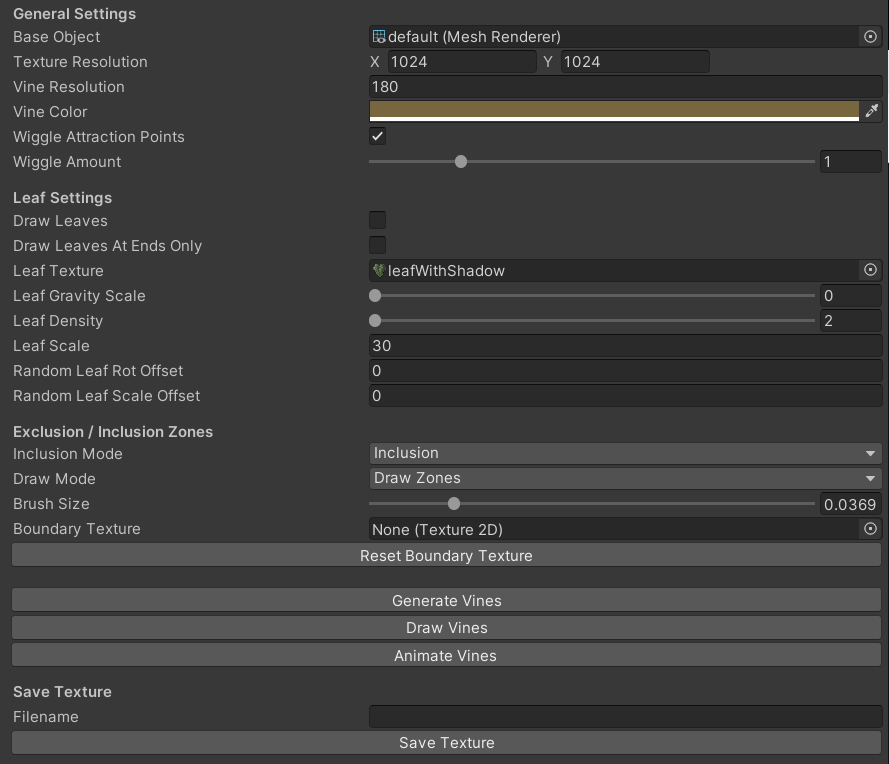 General Settings
Base Object default (Mesh Renderer)
Texture Resolution X 1024 Y 1024
Vine Resolution 180
Vine Color
Wiggle Attraction Points
Wiggle Amount 1
Leaf Settings
Draw Leaves
Draw Leaves At Ends Only
Leaf Texture leafWithShadow
Leaf Gravity Scale 0
Leaf Density 2
Leaf Scale 30
Random Leaf Rot Offset 0
Random Leaf Scale Offset 0
Exclusion / Inclusion Zones
Inclusion Mode Inclusion
Draw Mode Draw Zones
Brush Size 0.0369
Boundary Texture None (Texture 2D)
Reset Boundary Texture
Generate Vines
Draw Vines
Animate Vines
Save Texture
Filename
Save Texture